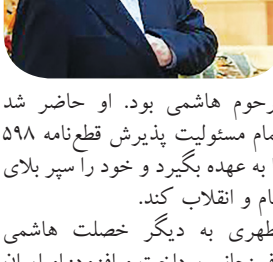 رحوم هاشمی بود. او حاضر شد
مام مسئولیت پذیرش قطع‌نامه ۵۹۸
ا به عهده بگیرد و خود را سپر بلای
ام و انقلاب کند.
طهری به دیگر خصلت هاشمی